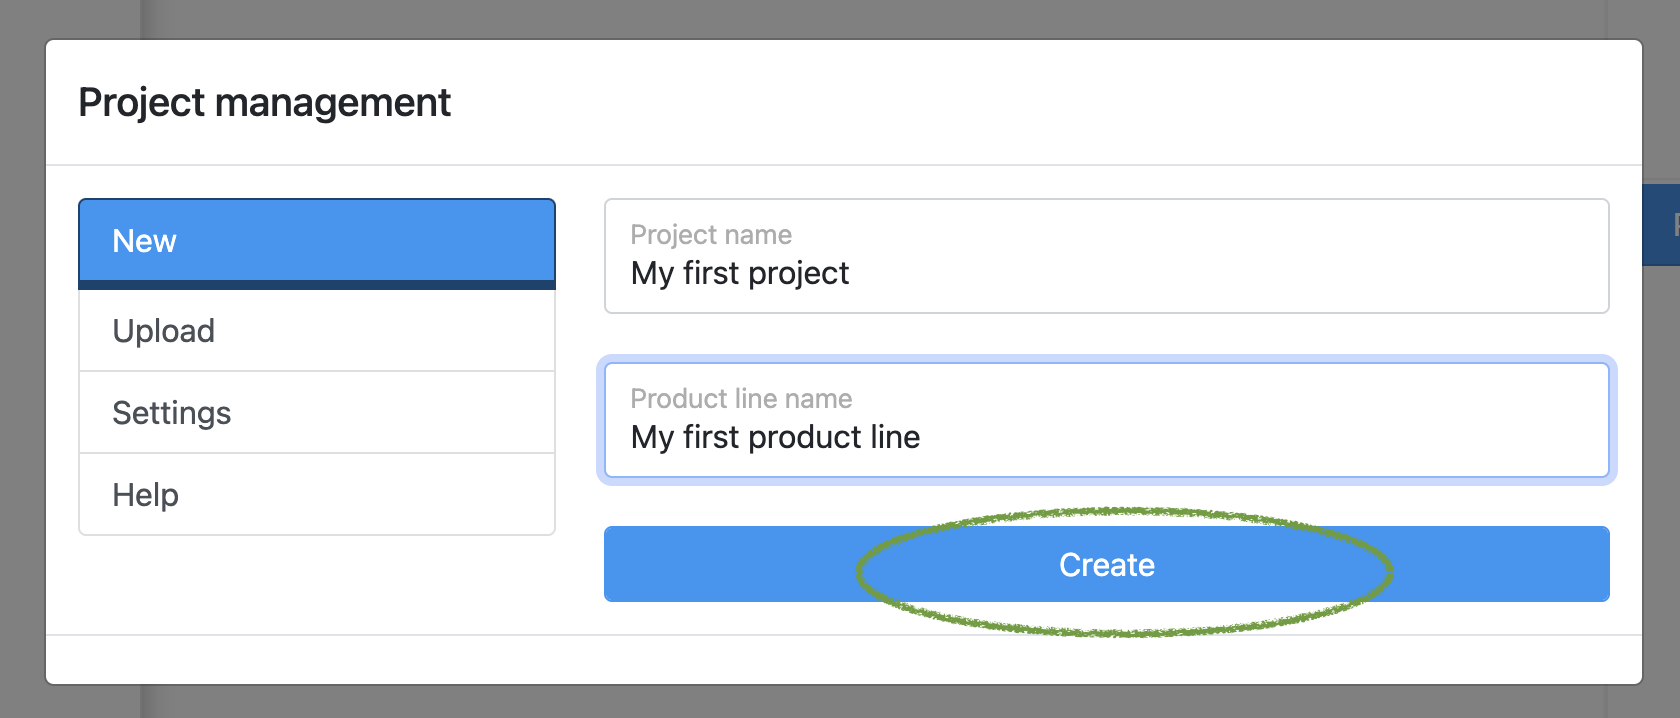 Project management
New
Upload
Settings
Help
Project name
My first project
Product line name
My first product line
Create